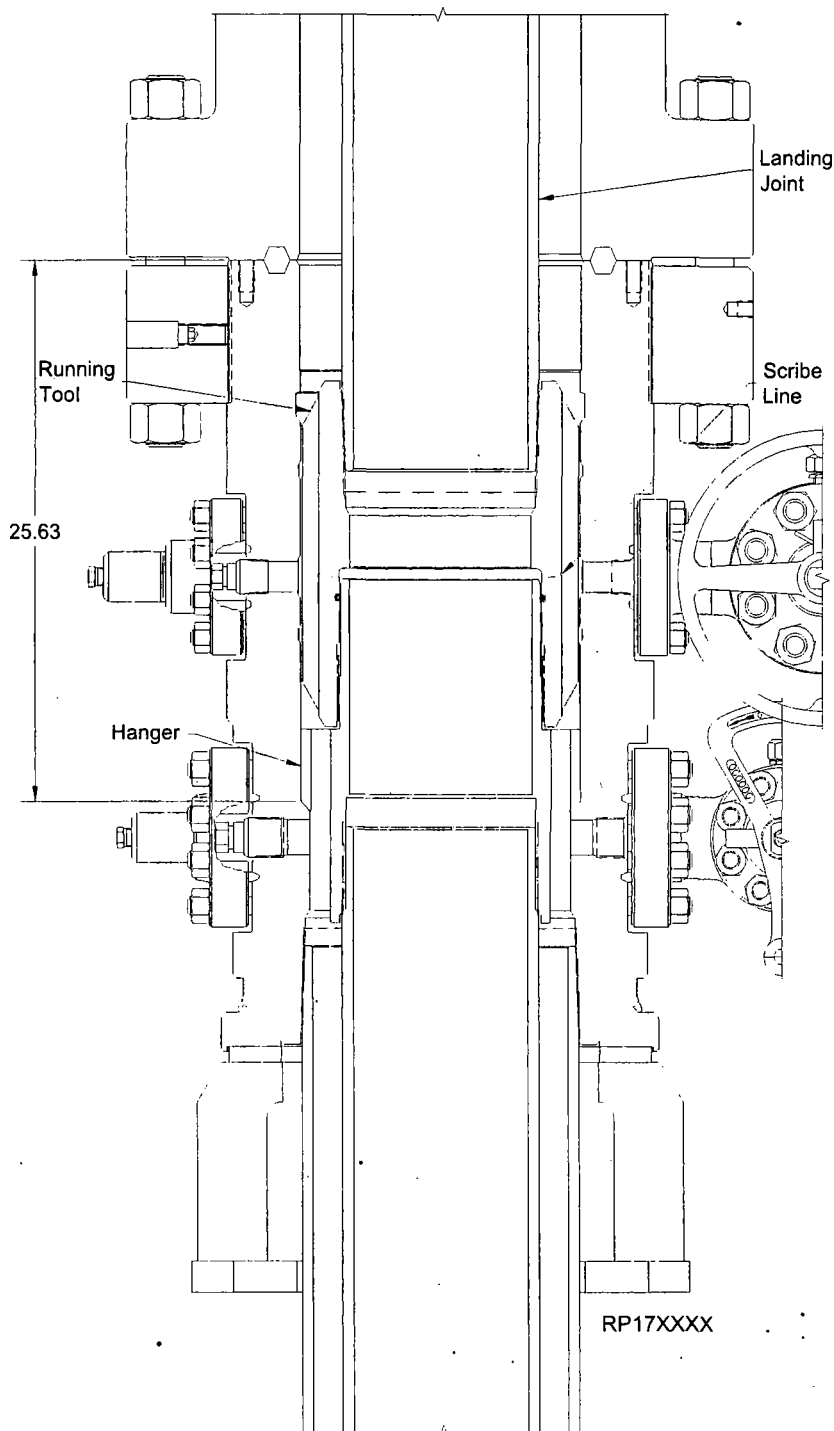 Landing
Joint
Running
Tool
Scribe
Line
25.63
Hanger
RP17XXXX